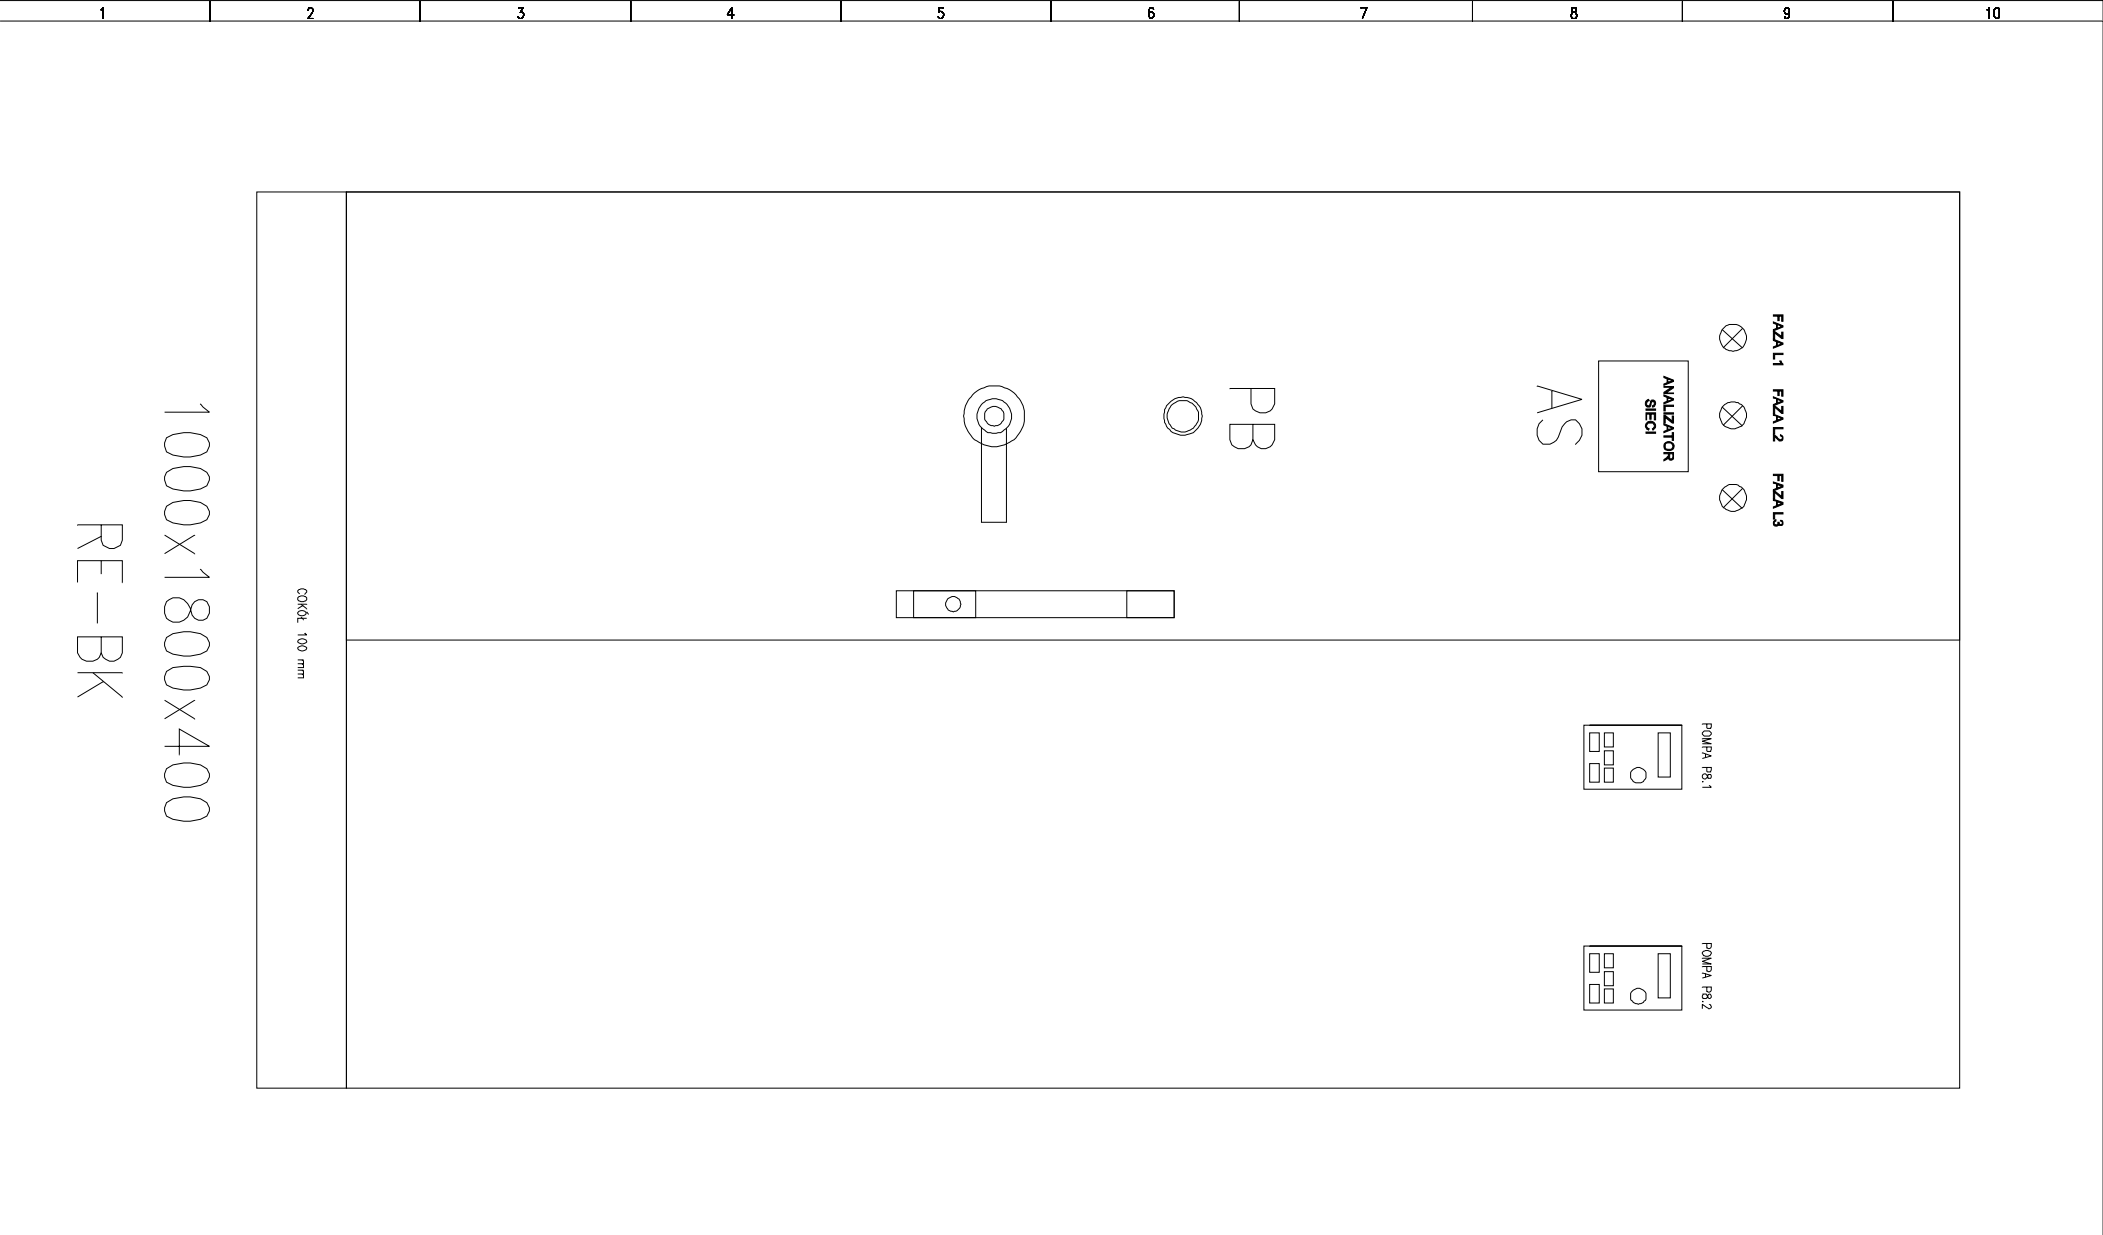 1 2 3 4 5 6 7 8 9 10
FAZA L1 FAZA L2 FAZA L3
ANALIZATOR
SIECI
AS
PB
POMPA P8.1 POMPA P8.2
COKÓŁ 100 mm
1000x1800x400
RE-BK